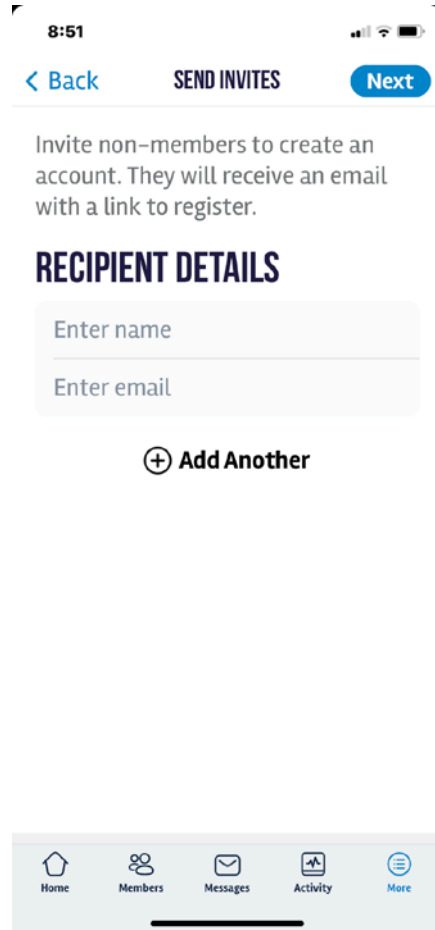 8:51
Back SEND INVITES Next
Invite non-members to create an
account. They will receive an email
with a link to register.
RECIPIENT DETAILS
Enter name
Enter email
Add Another
Home Members Messages Activity More